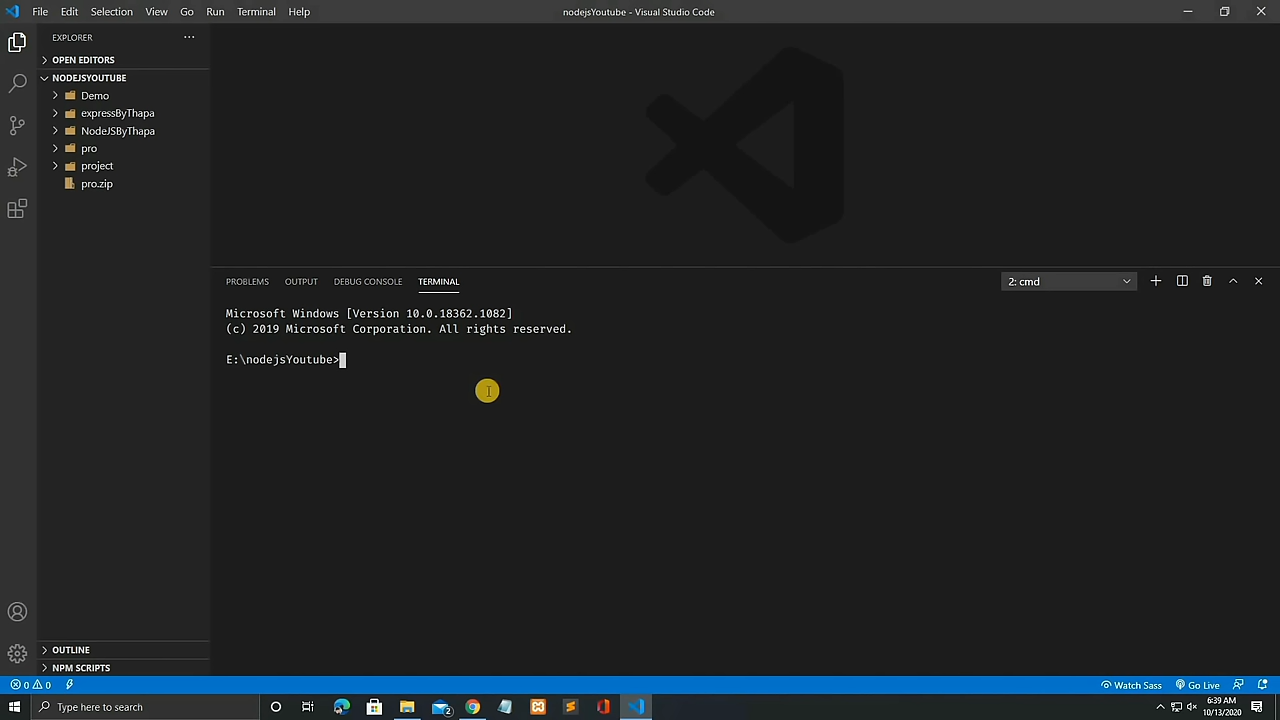 File Edit Selection View Go Run Terminal Help
nodejsYoutube - Visual Studio Code
EXPLORER
OPEN EDITORS
NODEJSYOUTUBE
Demo
expressByThapa
NodeJSByThapa
pro
project
pro.zip
OUTLINE
NPM SCRIPTS
PROBLEMS OUTPUT DEBUG CONSOLE TERMINAL
2: cmd
Microsoft Windows [Version 10.0.18362.1082]
(c) 2019 Microsoft Corporation. All rights reserved.
E:\nodejsYoutube>
0 0
Watch Sass Go Live
Type here to search
2
6:39 AM
10/13/2020